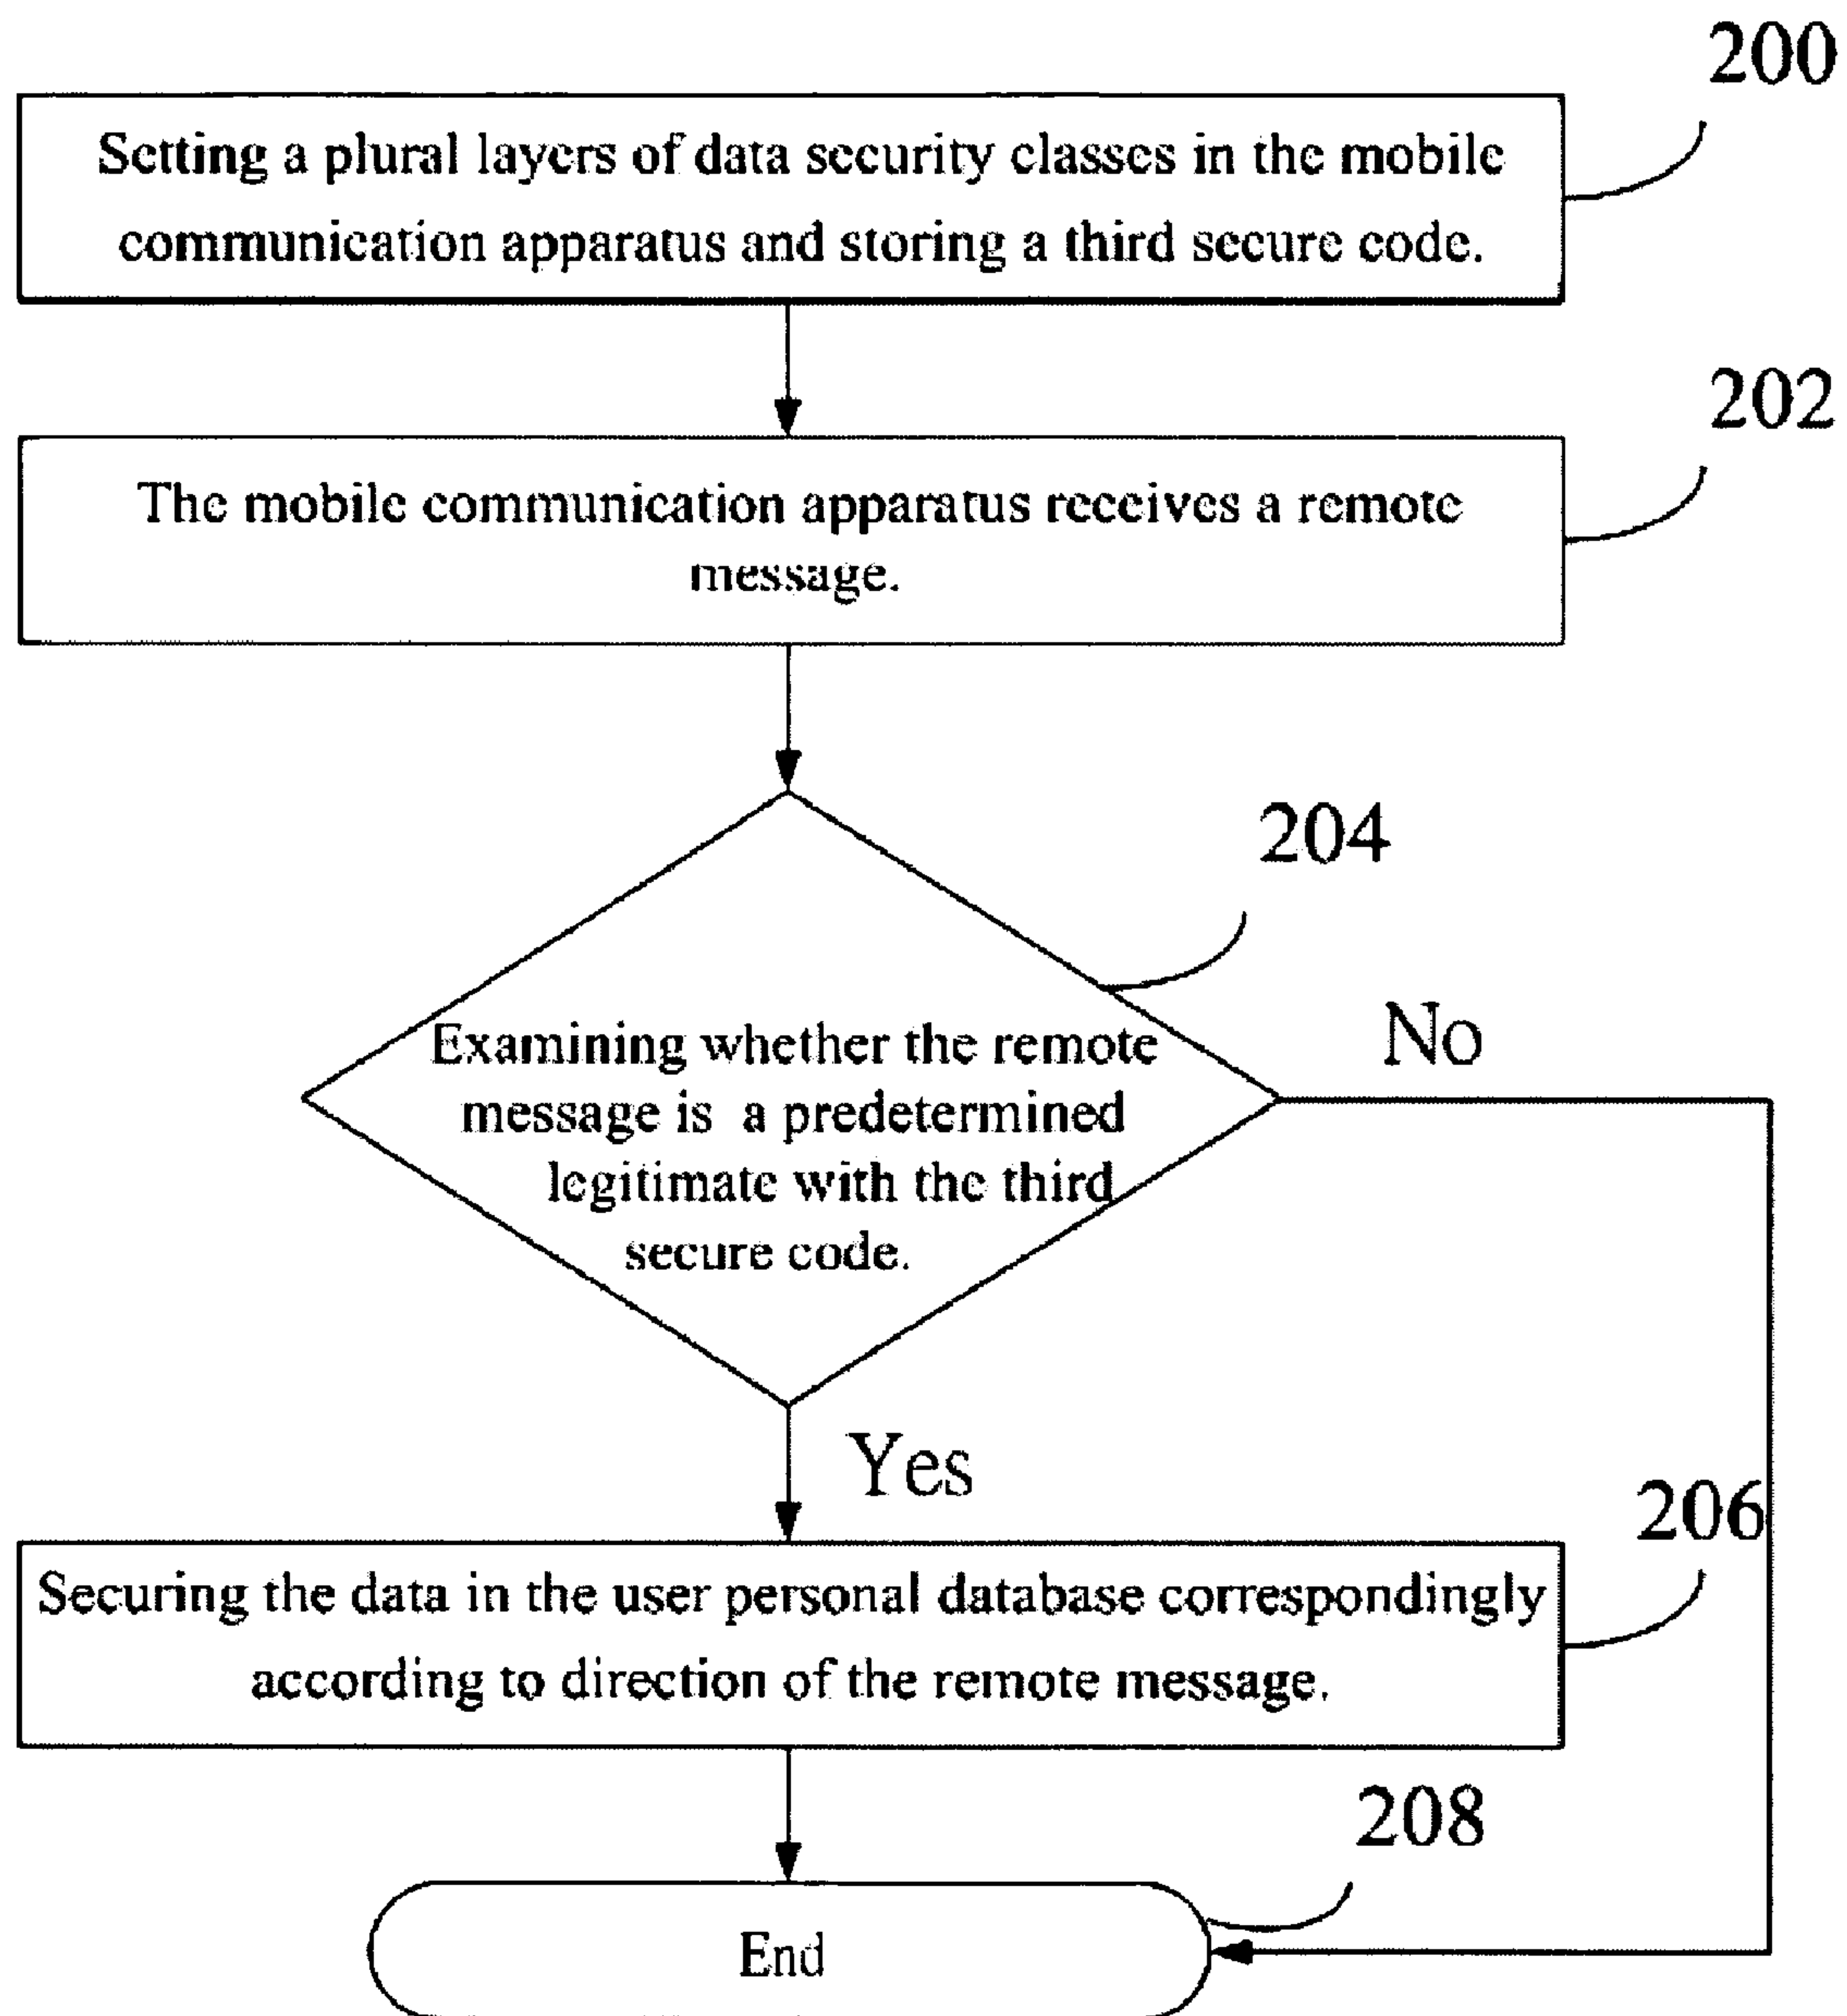 200
Setting a plural layers of data security classes in the mobile
communication apparatus and storing a third secure code.
202
The mobile communication apparatus receives a remote
message.
204
Examining whether the remote
message is a predetermined
legitimate with the third
secure code.
No
Yes
206
Securing the data in the user personal database correspondingly
according to direction of the remote message.
208
End